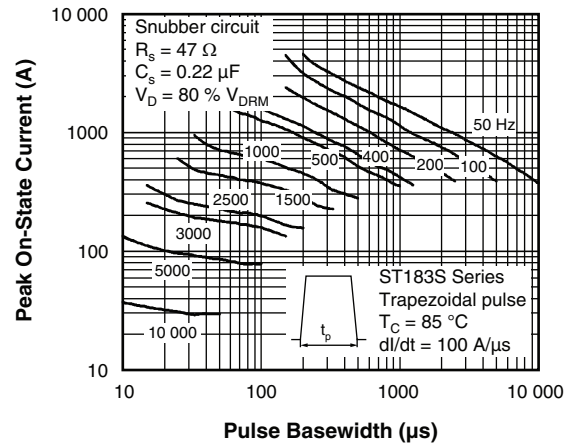 10 000
Snubber circuit
Rs = 47 Ω
Cs = 0.22 µF
VD = 80 % VDRM
1000
50 Hz
1000
500
400
200
100
2500
1500
3000
100
5000
10 000
ST183S Series
Trapezoidal pulse
TC = 85 °C
dI/dt = 100 A/µs
tp
10
10
100
1000
10 000
Peak On-State Current (A)
Pulse Basewidth (µs)